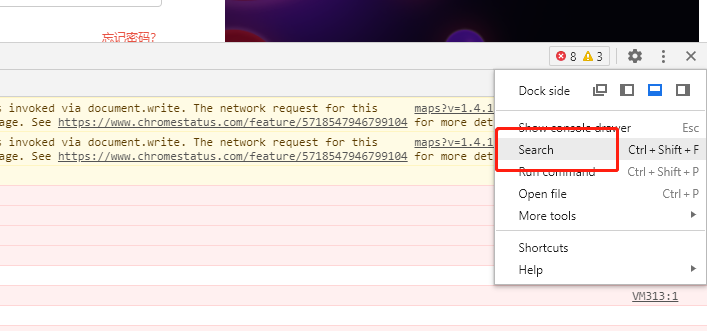 忘记密码?
8 3
Dock side
s invoked via document.write. The network request for this maps?v=1.4.1
age. See https://www.chromestatus.com/feature/5718547946799104 for more det
s invoked via document.write. The network request for this maps?v=1.4.1
age. See https://www.chromestatus.com/feature/5718547946799104 for more det
Show console drawer Esc
Search Ctrl + Shift + F
Run command Ctrl + Shift + P
Open file Ctrl + P
More tools
Shortcuts
Help
VM313:1